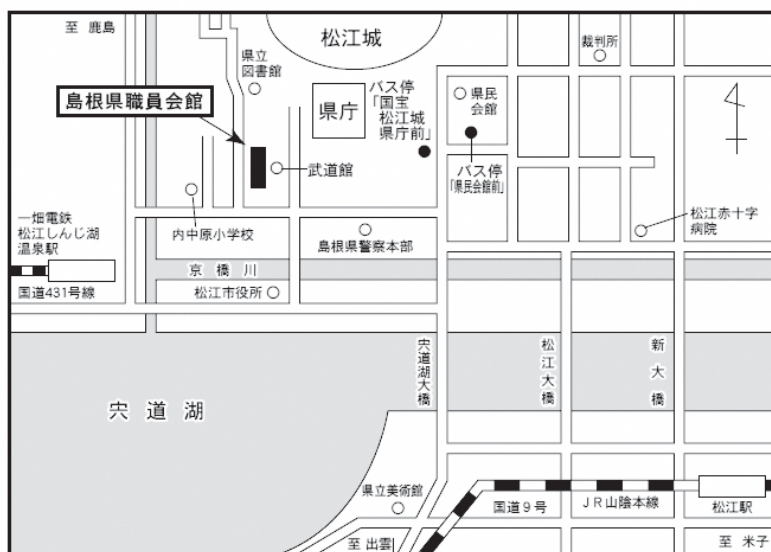 至 鹿島
松江城
裁判所
県立
図書館
バス停
「国宝
松江城
県庁前」
県民
会館
島根県職員会館
県庁
武道館
バス停
「県民会館前」
一畑電鉄
松江しんじ湖
温泉駅
内中原小学校
島根県警察本部
松江赤十字
病院
京橋川
国道431号線
松江市役所
宍道湖大橋
松江大橋
新大橋
宍道湖
県立美術館
国道9号
JR山陰本線
松江駅
至 出雲
至 米子